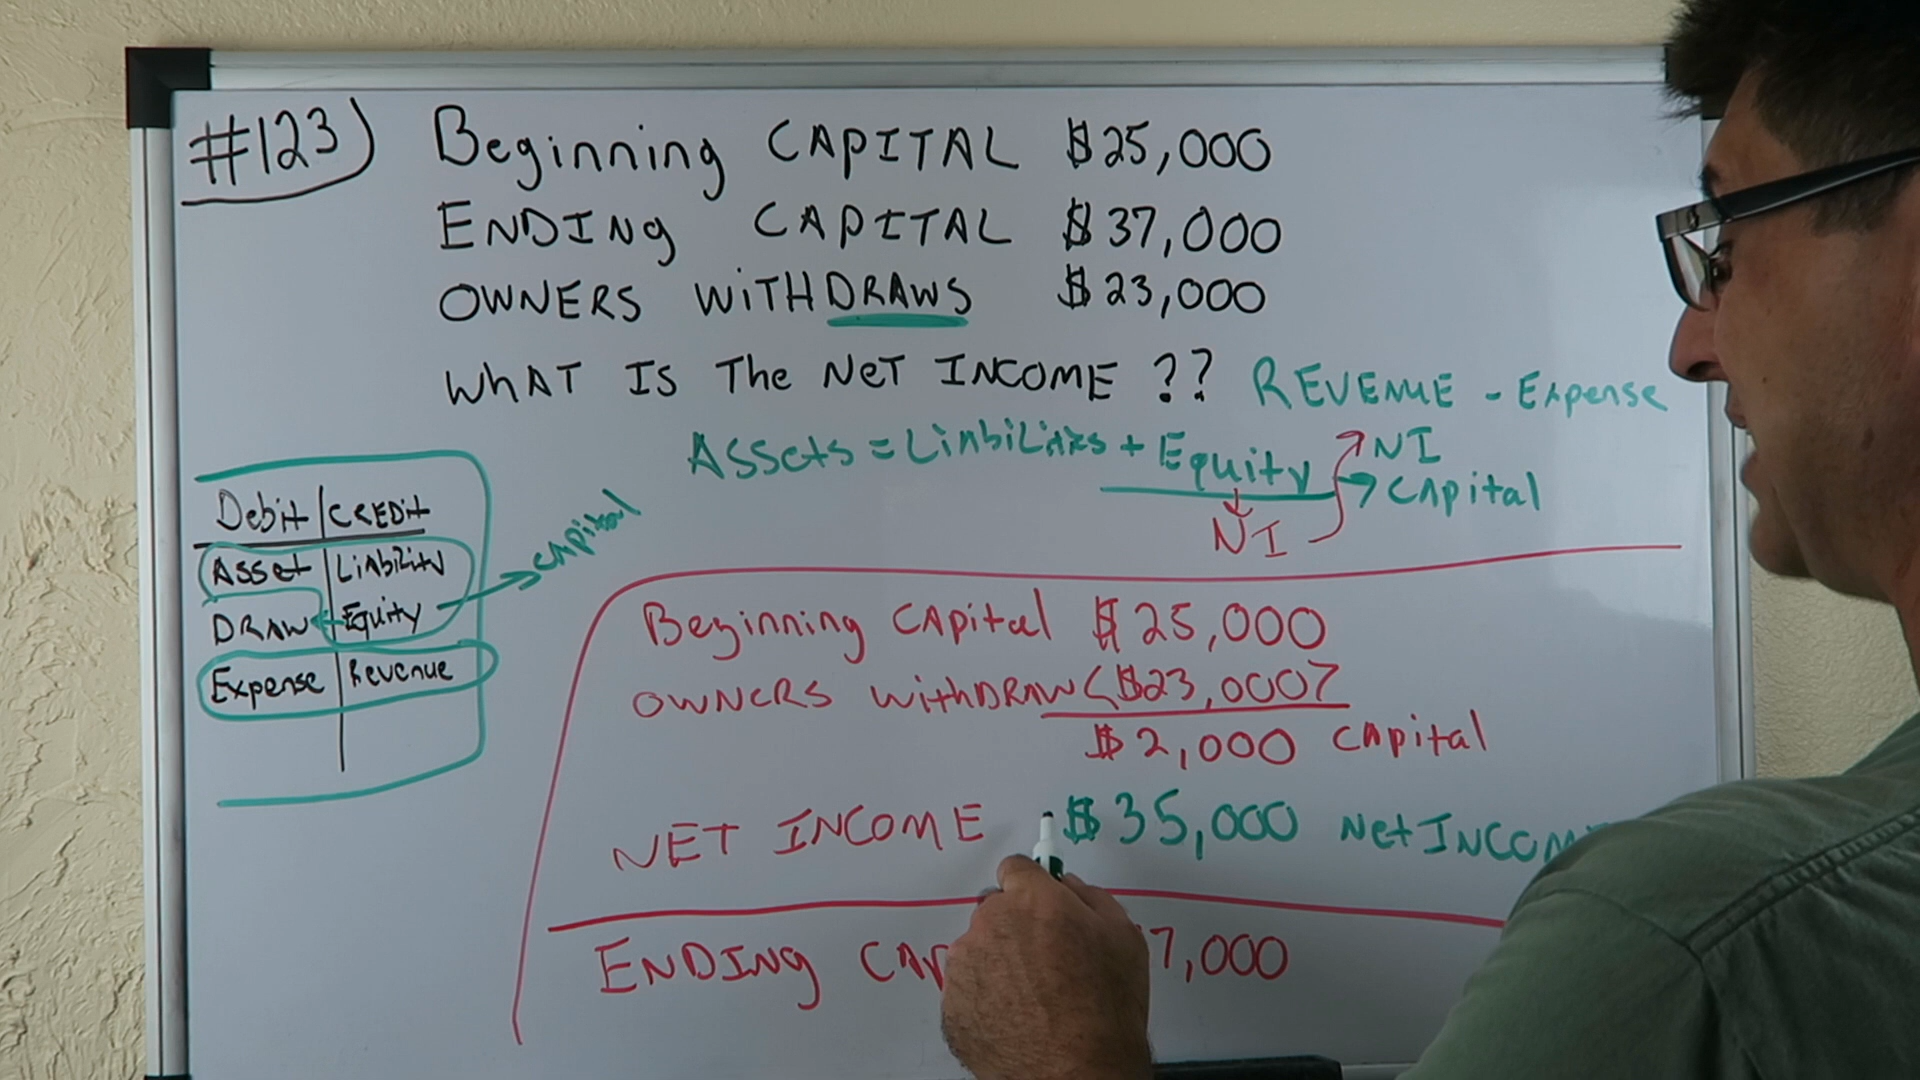 #123) Beginning CAPITAL $25,000
ENDING CAPITAL $37,000
OWNERS WITHDRAWS $23,000
WHAT IS THE NET INCOME ?? REVENUE - Expense
Assets = Liabilities + Equity
NI
Capital
NI
Debit | CREDIT
Asset | Liability
DRAW Equity
Expense | Revenue
capital
Beginning Capital $25,000
OWNERS WITHDRAW <$23,000>
$2,000 Capital
NET INCOME $35,000 Net INCOM
ENDING CAP 7,000